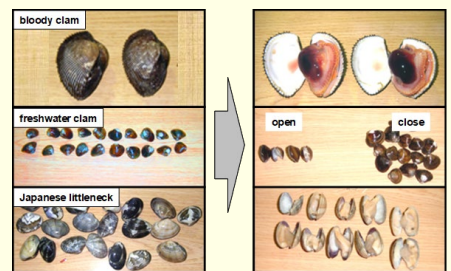 bloody clam
freshwater clam
open
close
Japanese littleneck